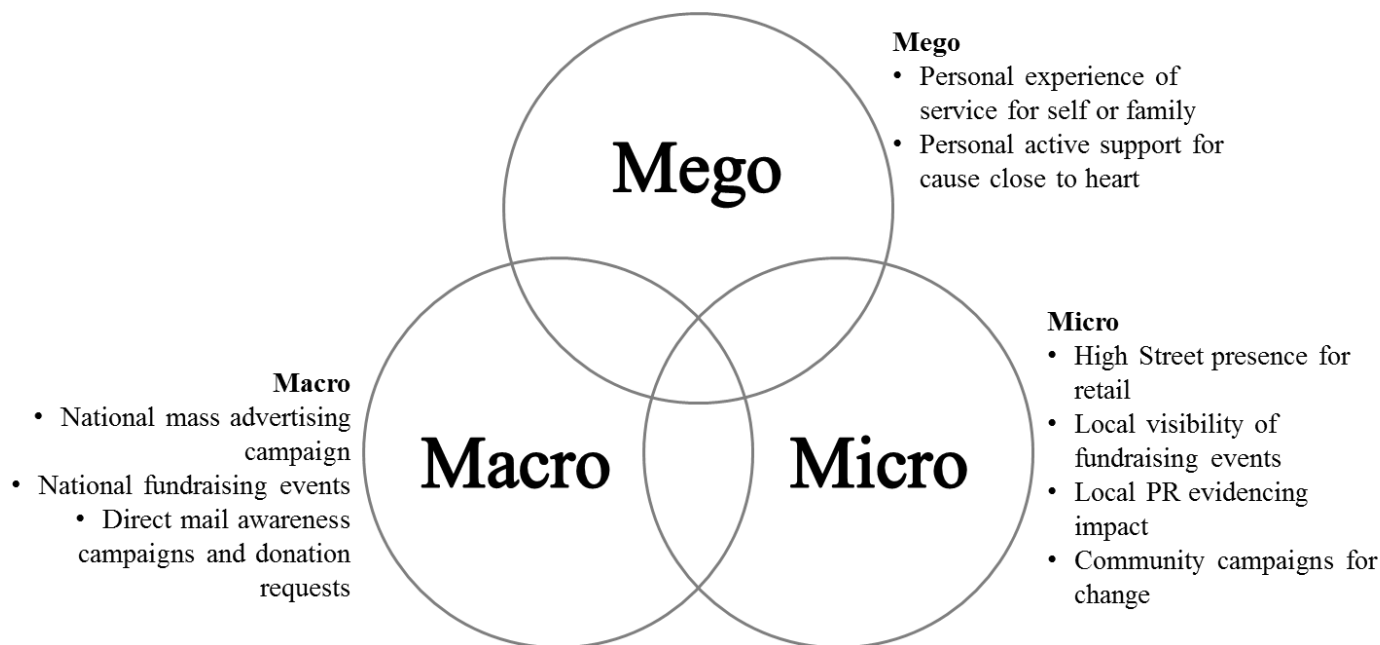 Mego
• Personal experience of
service for self or family
• Personal active support for
cause close to heart
Mego
Micro
• High Street presence for
retail
• Local visibility of
fundraising events
• Local PR evidencing
impact
• Community campaigns for
change
Macro
• National mass advertising
campaign
• National fundraising events
• Direct mail awareness
campaigns and donation
requests
Macro
Micro